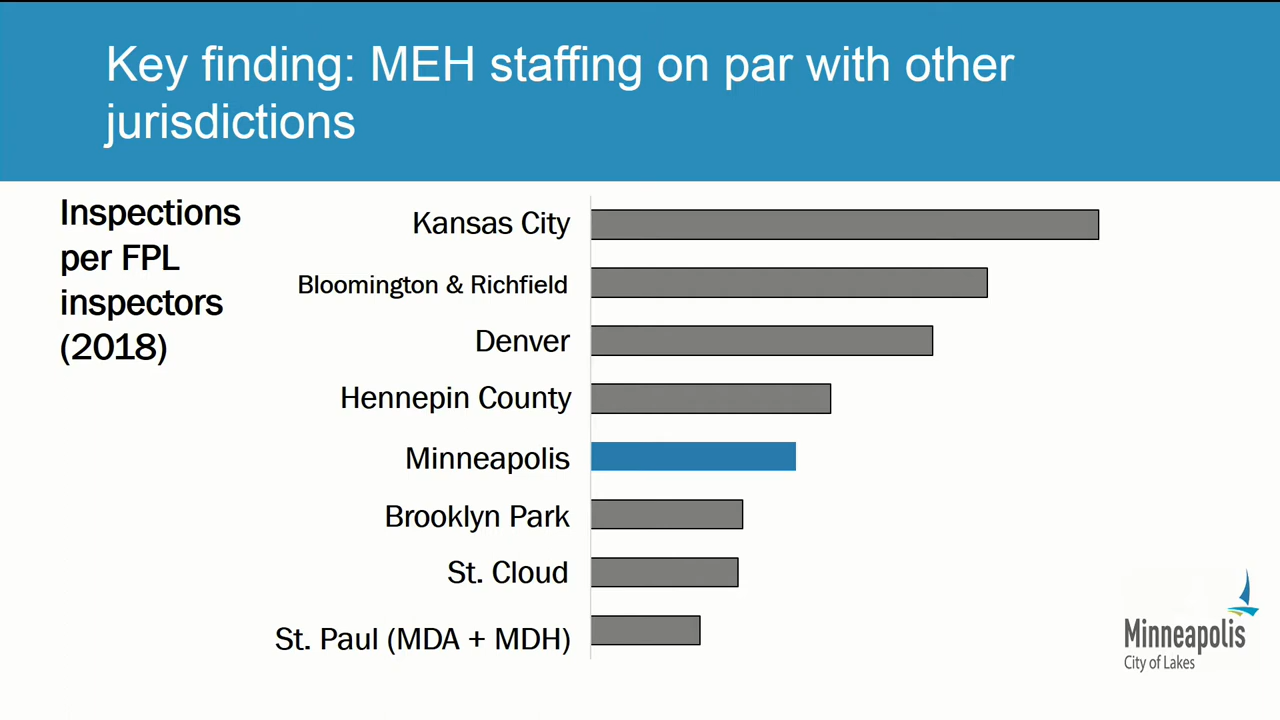 Key finding: MEH staffing on par with other
jurisdictions
Inspections
per FPL
inspectors
(2018)
Kansas City
Bloomington & Richfield
Denver
Hennepin County
Minneapolis
Brooklyn Park
St. Cloud
St. Paul (MDA + MDH)
Minneapolis
City of Lakes